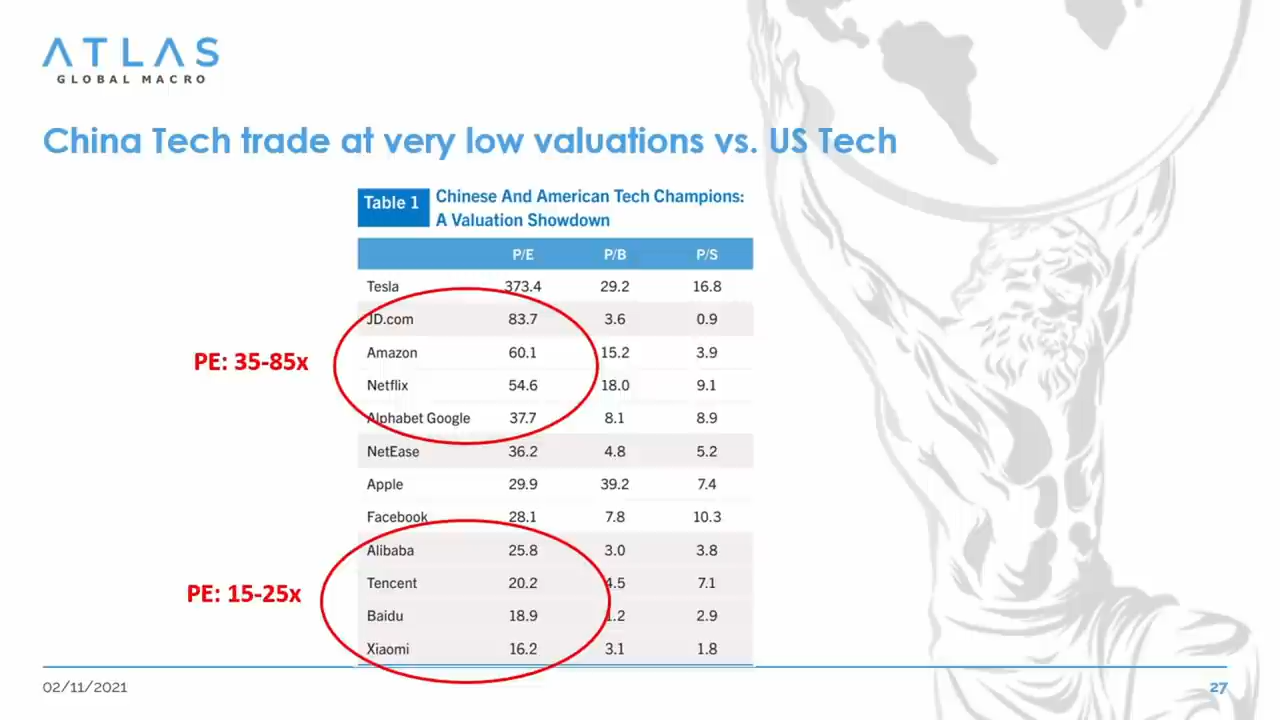 ATLAS
GLOBAL MACRO
China Tech trade at very low valuations vs. US Tech
Table 1 Chinese And American Tech Champions:
A Valuation Showdown
P/E P/B P/S
Tesla 373.4 29.2 16.8
JD.com 83.7 3.6 0.9
Amazon 60.1 15.2 3.9
PE: 35-85x
Netflix 54.6 18.0 9.1
Alphabet Google 37.7 8.1 8.9
NetEase 36.2 4.8 5.2
Apple 29.9 39.2 7.4
Facebook 28.1 7.8 10.3
Alibaba 25.8 3.0 3.8
Tencent 20.2 4.5 7.1
PE: 15-25x
Baidu 18.9 1.2 2.9
Xiaomi 16.2 3.1 1.8
02/11/2021
27